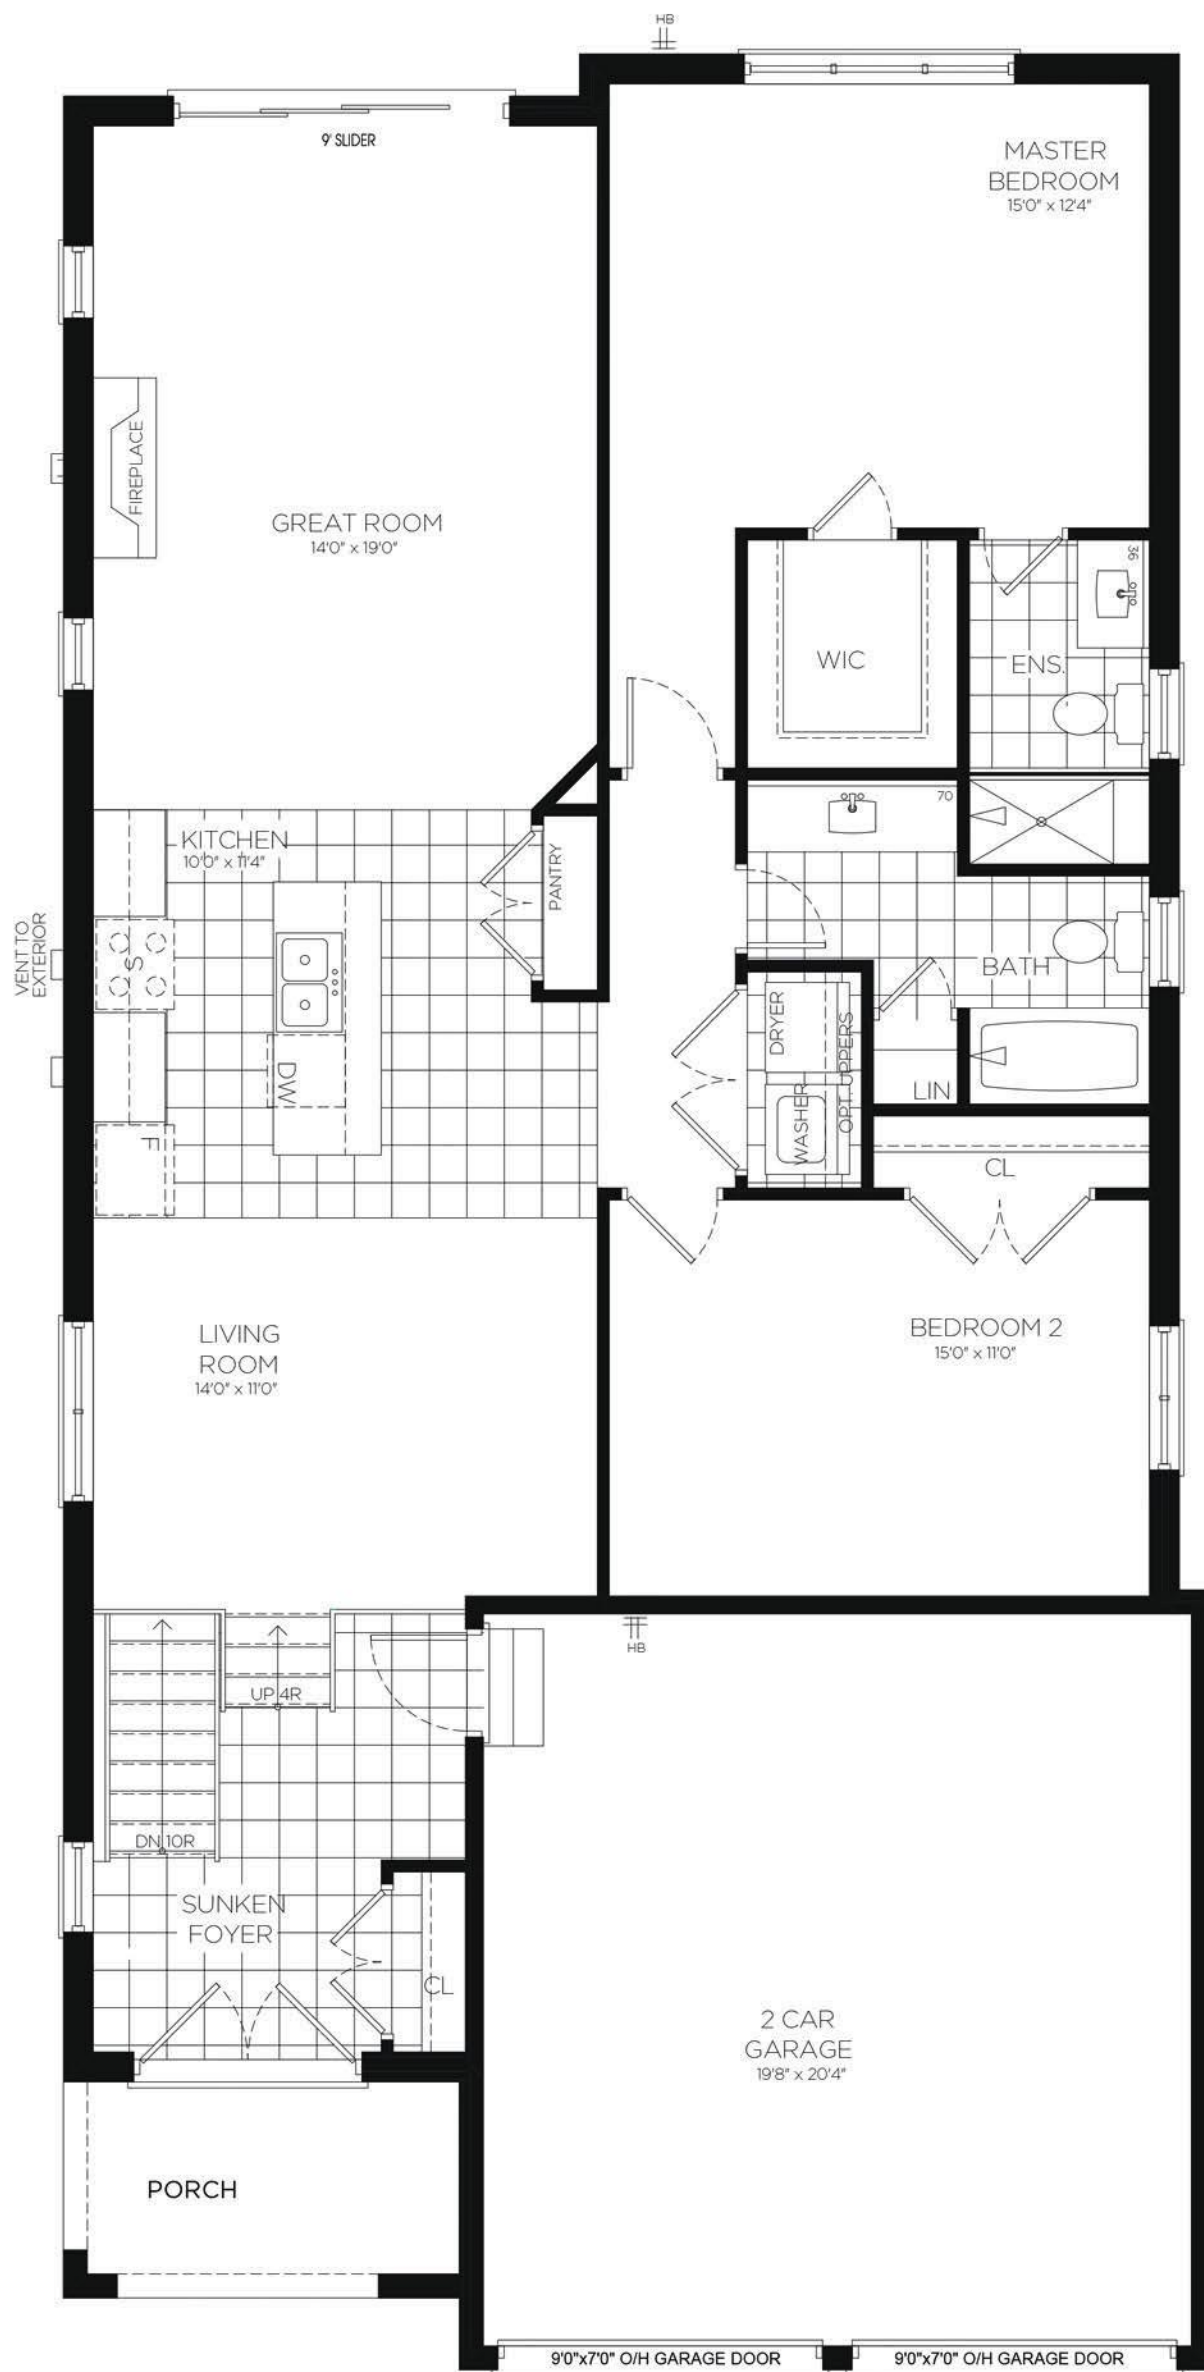 HB
9' SLIDER
MASTER
BEDROOM
15'0" x 12'4"
FIREPLACE
GREAT ROOM
14'0" x 19'0"
36
WIC
ENS.
70
KITCHEN
10'0" x 11'4"
PANTRY
VENT TO
EXTERIOR
S
BATH
DRYER
OPT. UPPERS
DW
WASHER
LIN
F
CL
LIVING
ROOM
14'0" x 11'0"
BEDROOM 2
15'0" x 11'0"
HB
UP 4R
DN 10R
SUNKEN
FOYER
CL
2 CAR
GARAGE
19'8" x 20'4"
PORCH
9'0"x7'0" O/H GARAGE DOOR
9'0"x7'0" O/H GARAGE DOOR